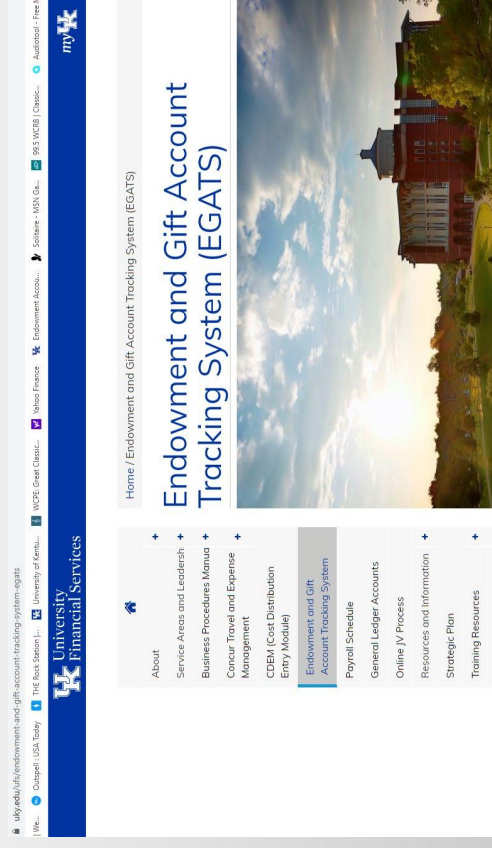 uky.edu/ufs/endowment-and-gift-account-tracking-system-egats
| We...
Outspell : USA Today
THE Rock Station |...
University of Kentu...
WCPE: Great Classic...
Yahoo Finance
Endowment Accou...
Solitaire - MSN Ga...
99.5 WCRB | Classic...
Audiotool - Free M
UK University
Financial Services
myUK
About +
Service Areas and Leadersh +
Business Procedures Manua +
Concur Travel and Expense
Management +
CDEM (Cost Distribution
Entry Module)
Endowment and Gift
Account Tracking System
Payroll Schedule
General Ledger Accounts
Online JV Process
Resources and Information +
Strategic Plan
Training Resources +
Home / Endowment and Gift Account Tracking System (EGATS)
Endowment and Gift Account
Tracking System (EGATS)